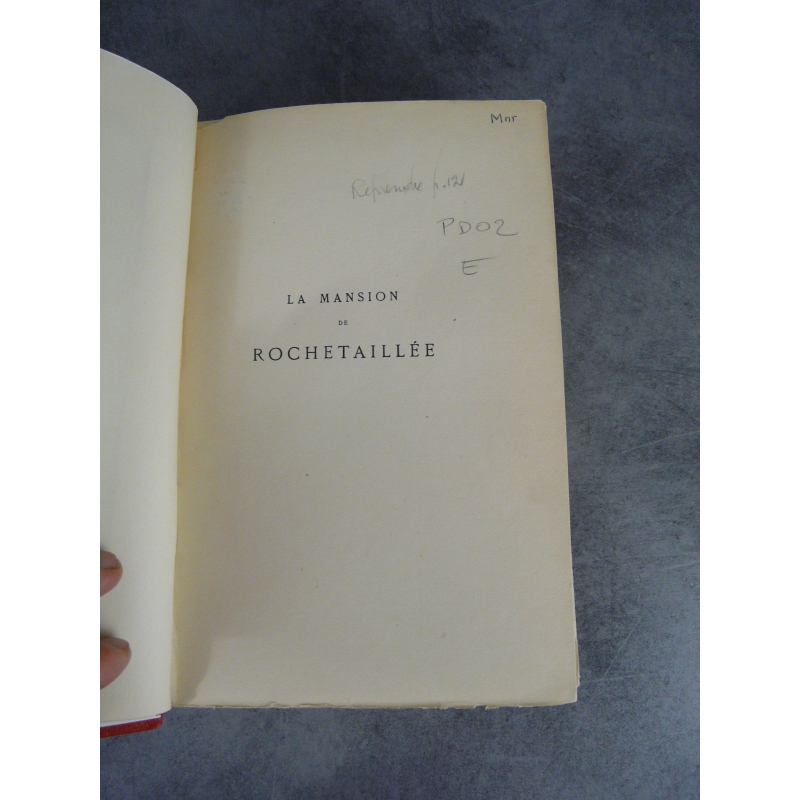 Mnr
Reprendre p. 121
PD02
E
LA MANSION
DE
ROCHETAILLÉE